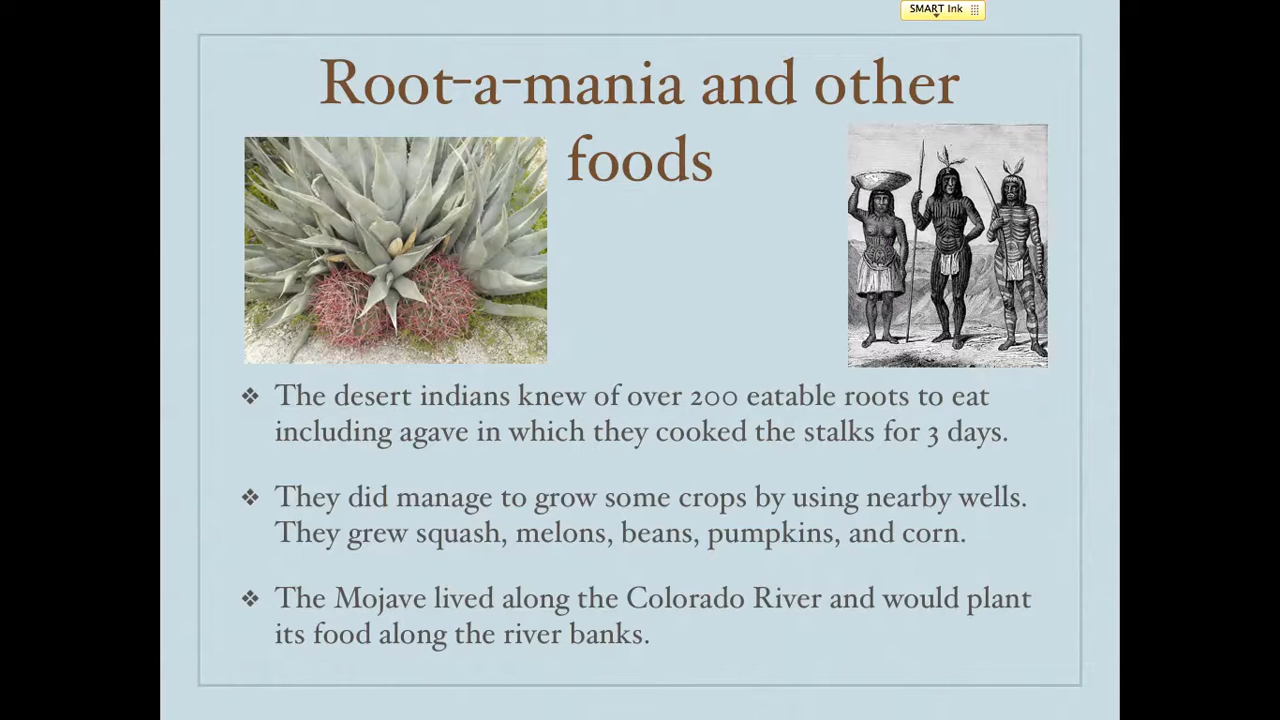 SMART Ink
Root-a-mania and other
foods
❖ The desert indians knew of over 200 eatable roots to eat
including agave in which they cooked the stalks for 3 days.
❖ They did manage to grow some crops by using nearby wells.
They grew squash, melons, beans, pumpkins, and corn.
❖ The Mojave lived along the Colorado River and would plant
its food along the river banks.